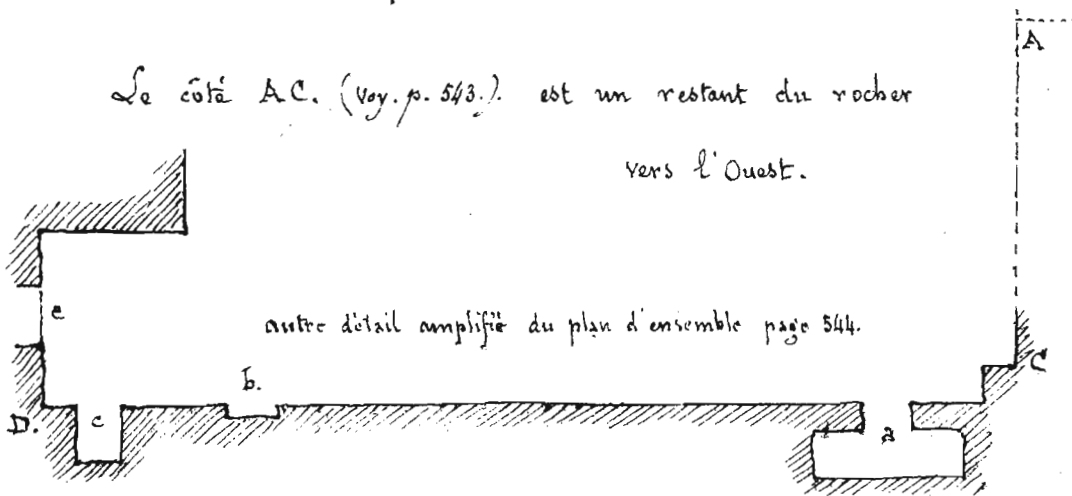 A
Le côté AC. (voy. p. 543.). est un restant du rocher
vers l'Ouest.
e
autre détail amplifié du plan d'ensemble page 544.
b.
C
D.
c
a